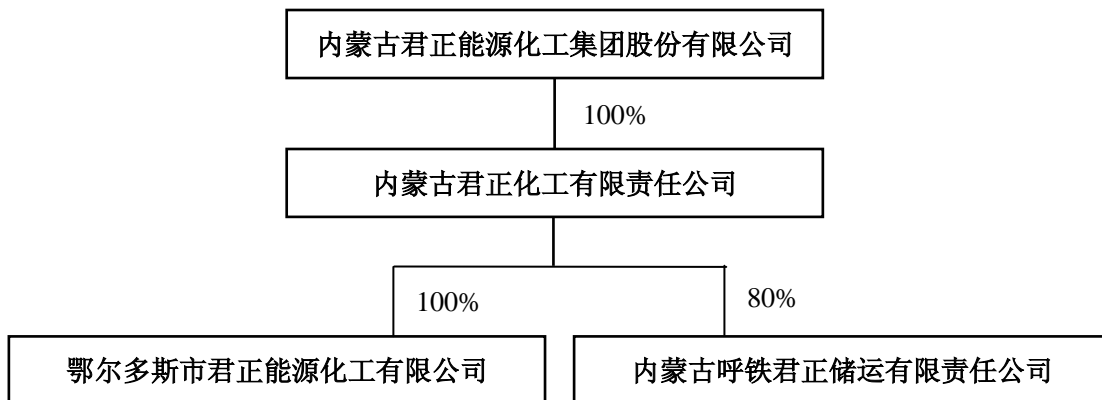 内蒙古君正能源化工集团股份有限公司
100%
内蒙古君正化工有限责任公司
100%
80%
鄂尔多斯市君正能源化工有限公司
内蒙古呼铁君正储运有限责任公司